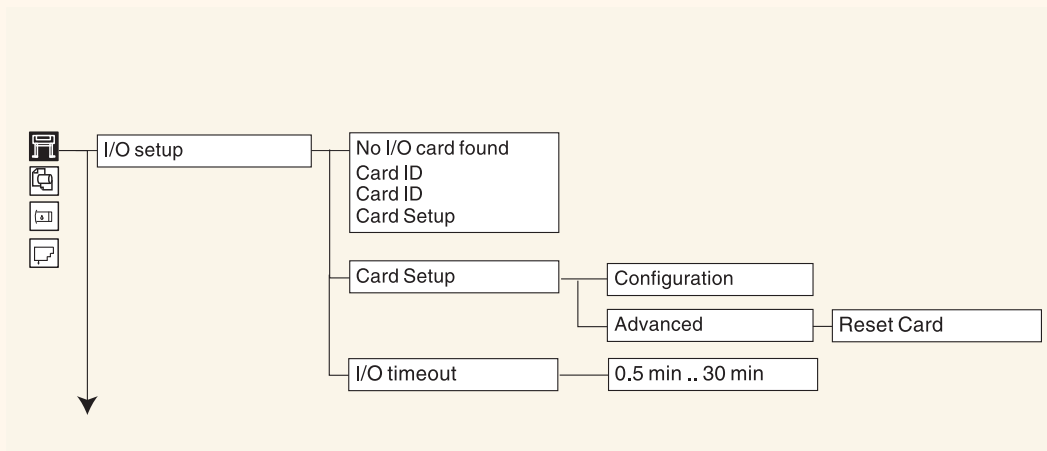 I/O setup
No I/O card found
Card ID
Card ID
Card Setup
Card Setup
Configuration
Advanced
Reset Card
I/O timeout
0.5 min .. 30 min